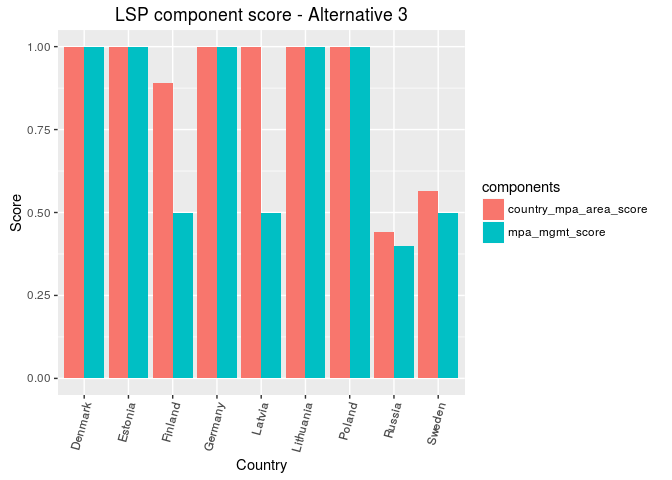 LSP component score - Alternative 3
1.00
0.75
0.50
0.25
0.00
Score
Denmark
Estonia
Finland
Germany
Latvia
Lithuania
Poland
Russia
Sweden
Country
components
country_mpa_area_score
mpa_mgmt_score